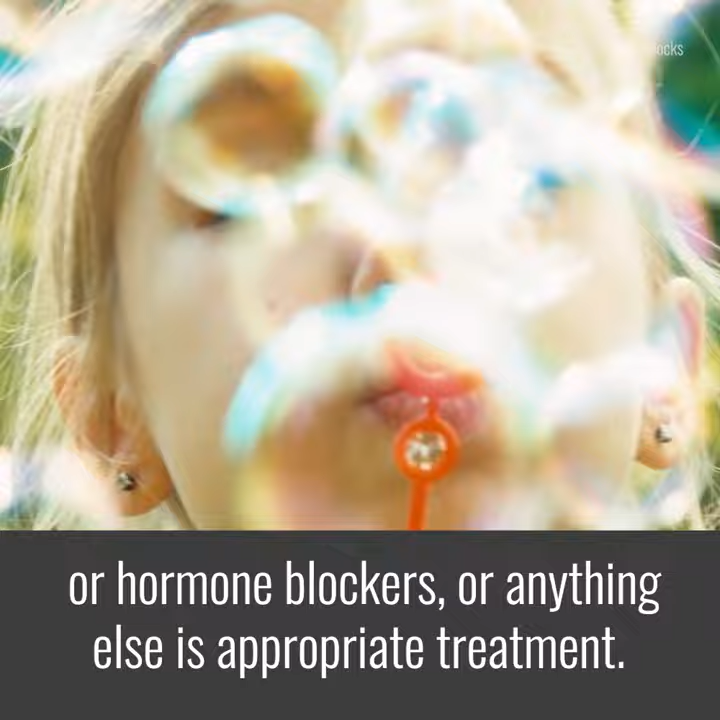 or hormone blockers, or anything
else is appropriate treatment.